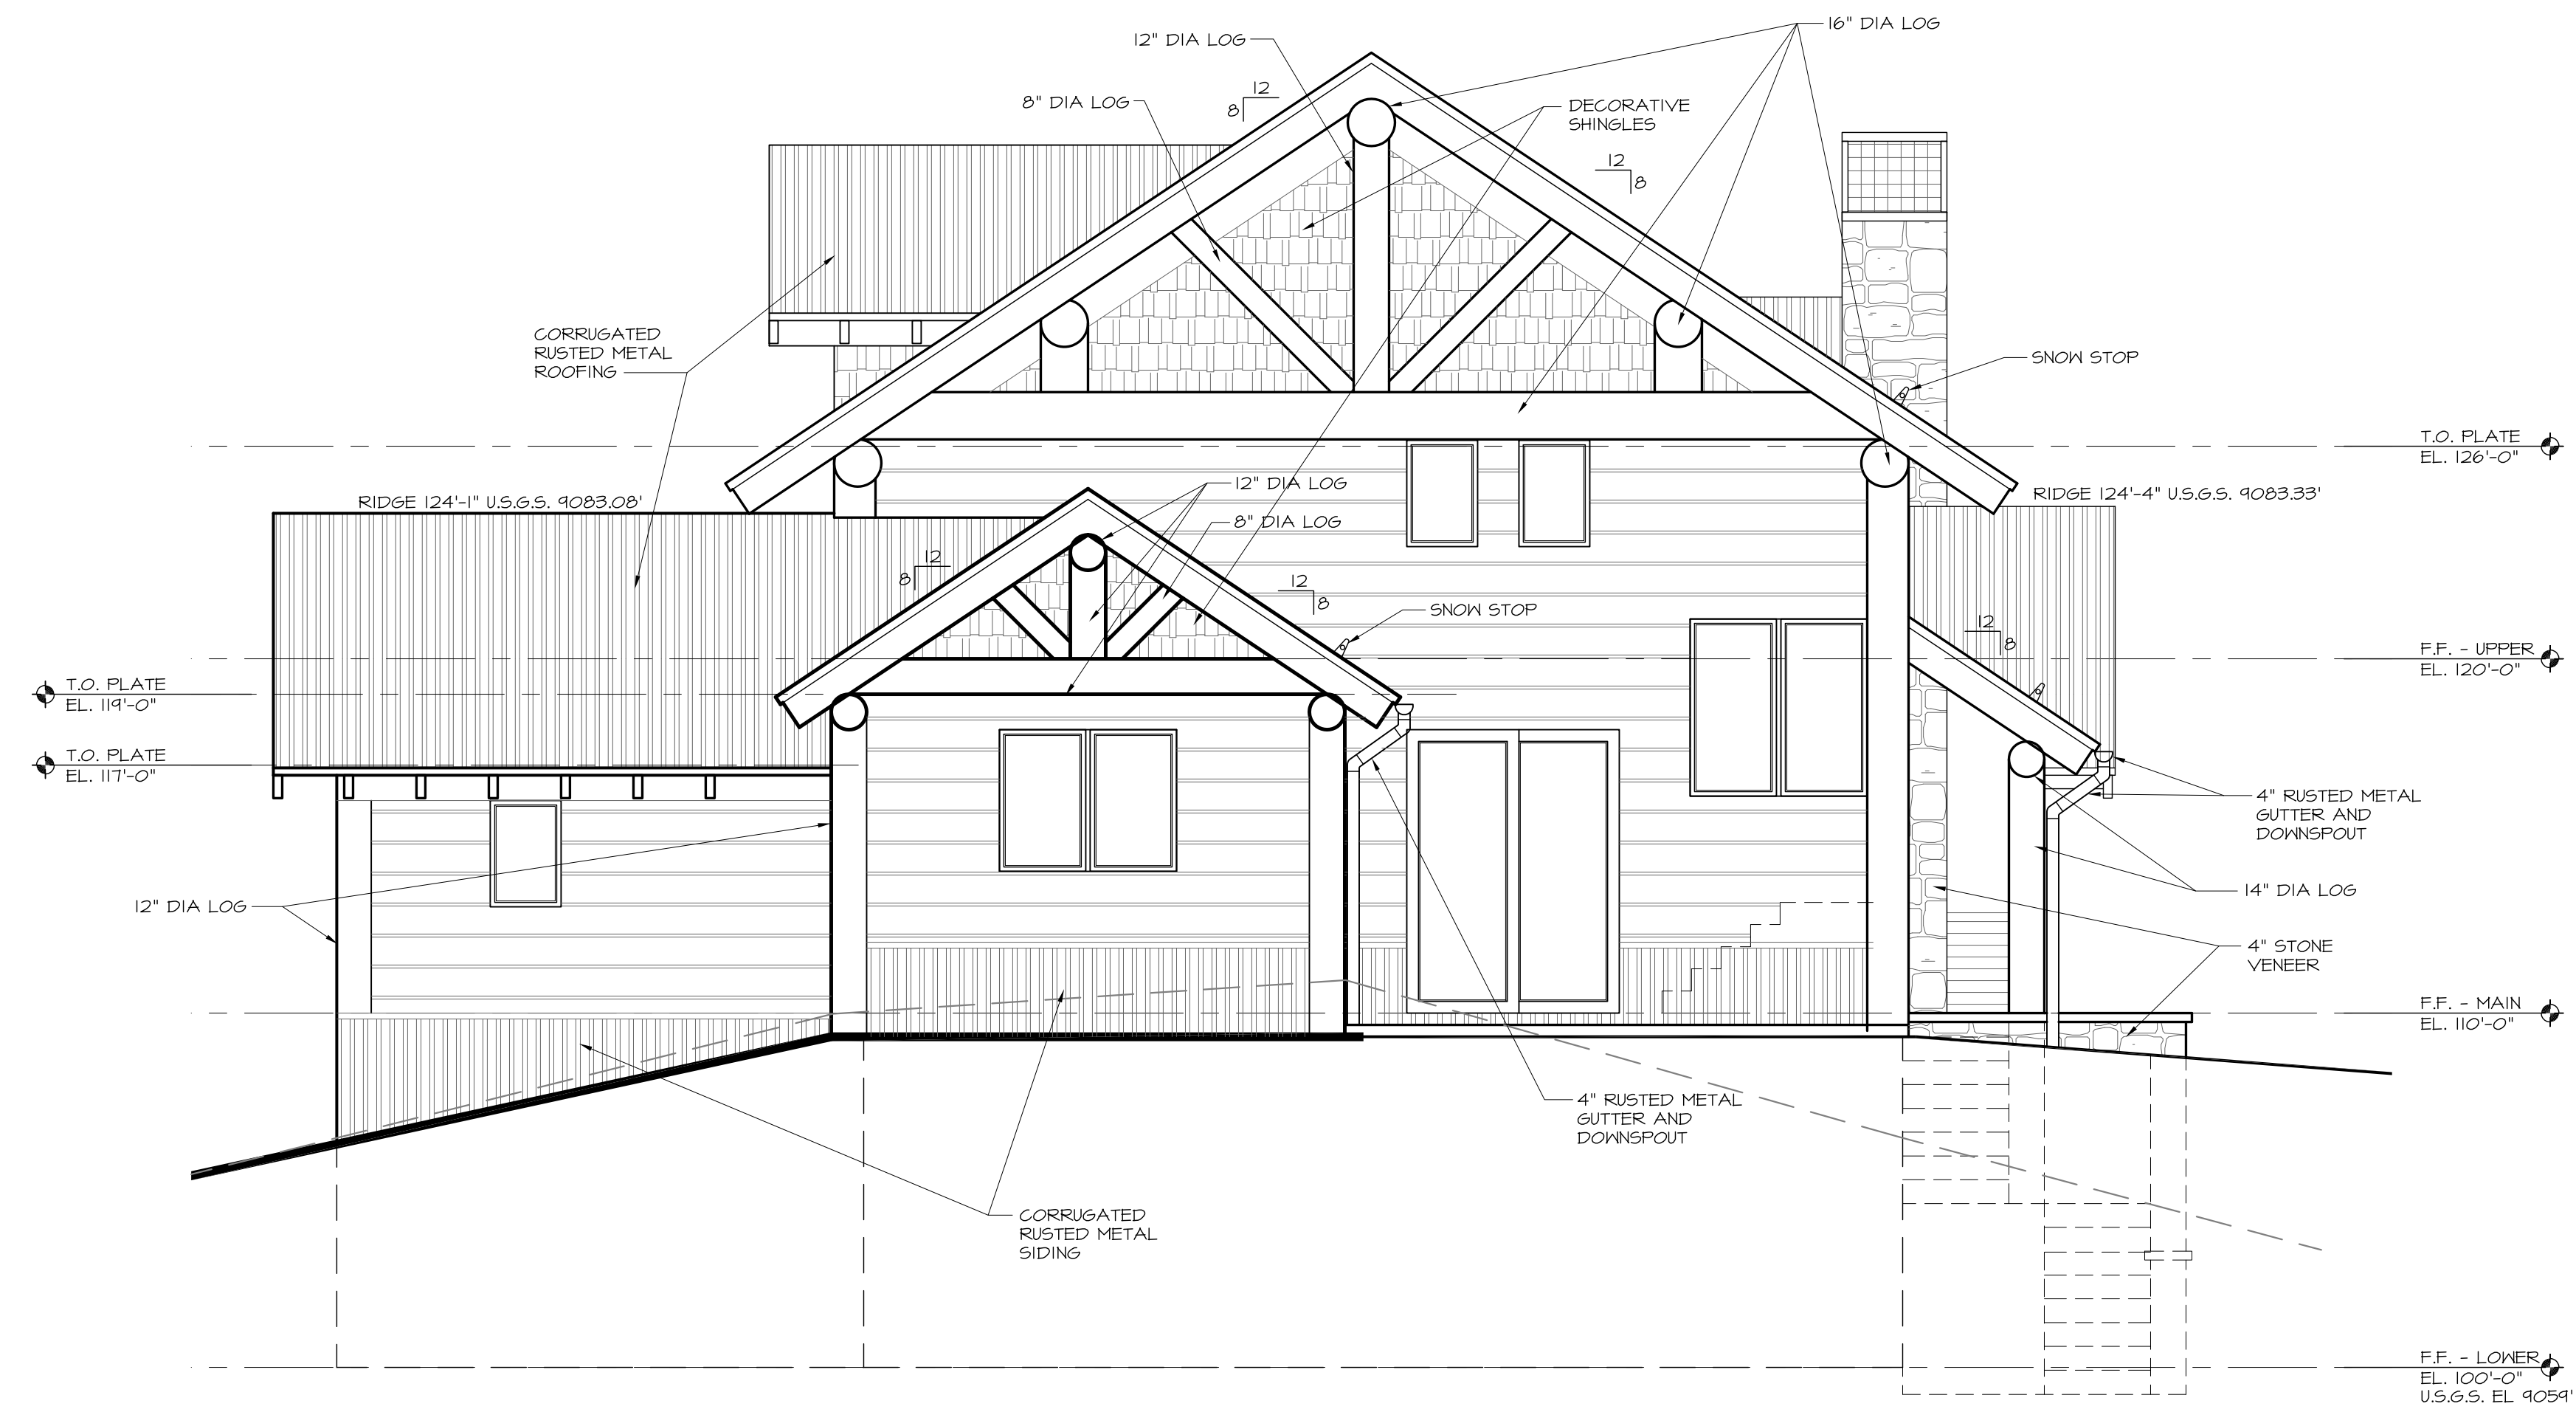 16" DIA LOG
12" DIA LOG
12
8
8" DIA LOG
DECORATIVE
SHINGLES
12
8
CORRUGATED
RUSTED METAL
ROOFING
SNOW STOP
T.O. PLATE
EL. 126'-0"
RIDGE 124'-1" U.S.G.S. 9083.08'
12" DIA LOG
RIDGE 124'-4" U.S.G.S. 9083.33'
8" DIA LOG
12
8
12
8
SNOW STOP
12
8
F.F. - UPPER
EL. 120'-0"
T.O. PLATE
EL. 119'-0"
T.O. PLATE
EL. 117'-0"
4" RUSTED METAL
GUTTER AND
DOWNSPOUT
12" DIA LOG
14" DIA LOG
4" STONE
VENEER
F.F. - MAIN
EL. 110'-0"
4" RUSTED METAL
GUTTER AND
DOWNSPOUT
CORRUGATED
RUSTED METAL
SIDING
F.F. - LOWER
EL. 100'-0"
U.S.G.S. EL 9059'